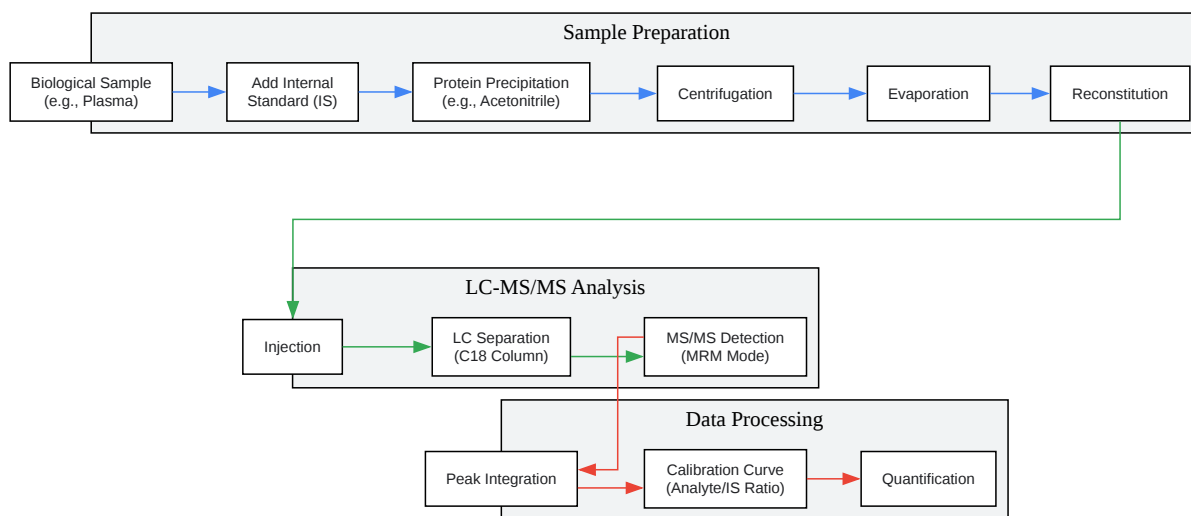 Sample Preparation
Biological Sample
(e.g., Plasma)
Add Internal
Standard (IS)
Protein Precipitation
(e.g., Acetonitrile)
Centrifugation
Evaporation
Reconstitution
LC-MS/MS Analysis
Injection
LC Separation
(C18 Column)
MS/MS Detection
(MRM Mode)
Data Processing
Peak Integration
Calibration Curve
(Analyte/IS Ratio)
Quantification